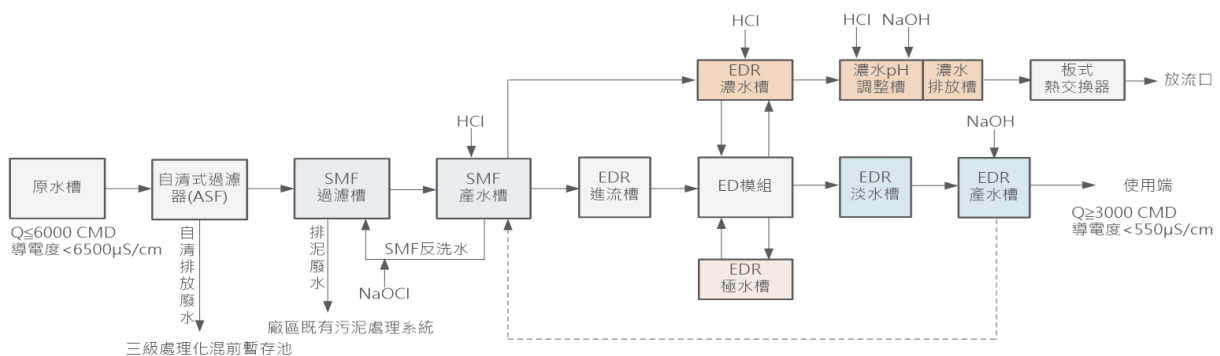 HCl
HCl
NaOH
EDR
濃水槽
濃水pH
調整槽
濃水
排放槽
板式
熱交換器
放流口
HCl
NaOH
原水槽
自清式過濾
器(ASF)
SMF
過濾槽
SMF
產水槽
EDR
進流槽
ED模組
EDR
淡水槽
EDR
產水槽
使用端
Q≦6000 CMD
導電度<6500μS/cm
Q≧3000 CMD
導電度<550μS/cm
自清排放廢水
排泥廢水
SMF反洗水
NaOCl
EDR
極水槽
廠區既有污泥處理系統
三級處理化混前暫存池